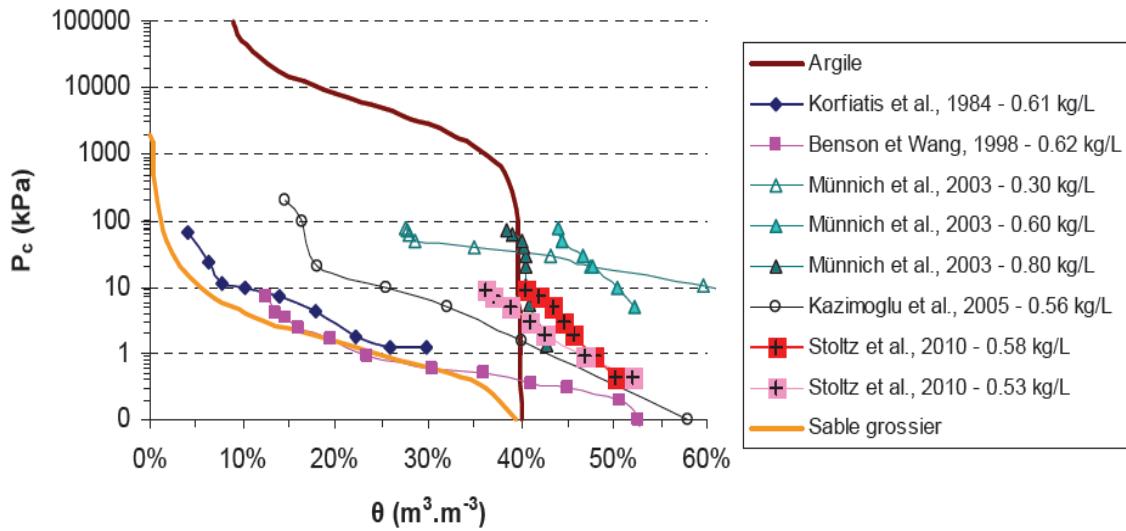 100000
10000
1000
100
10
1
0
P_c (kPa)
0% 10% 20% 30% 40% 50% 60%
θ (m³.m⁻³)
Argile
Korfiatis et al., 1984 - 0.61 kg/L
Benson et Wang, 1998 - 0.62 kg/L
Münnich et al., 2003 - 0.30 kg/L
Münnich et al., 2003 - 0.60 kg/L
Münnich et al., 2003 - 0.80 kg/L
Kazimoglu et al., 2005 - 0.56 kg/L
Stoltz et al., 2010 - 0.58 kg/L
Stoltz et al., 2010 - 0.53 kg/L
Sable grossier